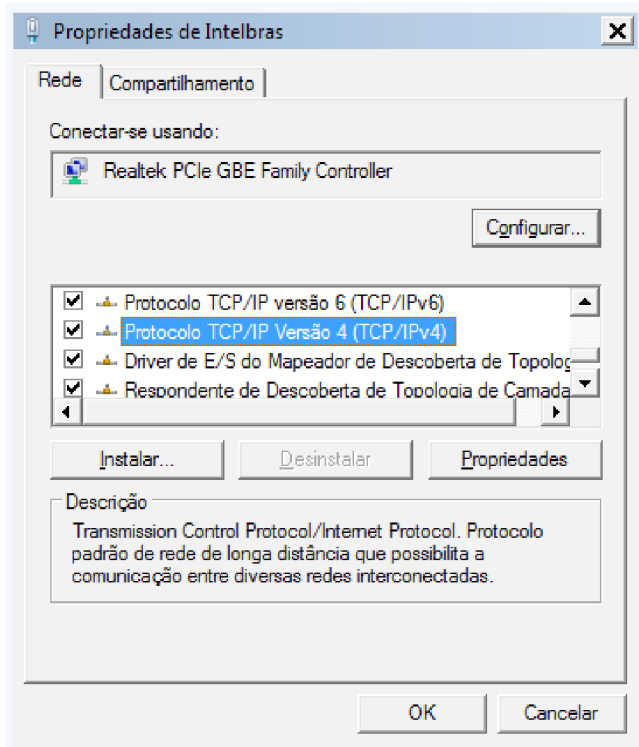 Propriedades de Intelbras
Rede
Compartilhamento
Conectar-se usando:
Realtek PCIe GBE Family Controller
Configurar...
Protocolo TCP/IP versão 6 (TCP/IPv6)
Protocolo TCP/IP Versão 4 (TCP/IPv4)
Driver de E/S do Mapeador de Descoberta de Topolog
Respondente de Descoberta de Topologia de Camada
Instalar...
Desinstalar
Propriedades
Descrição
Transmission Control Protocol/Internet Protocol. Protocolo
padrão de rede de longa distância que possibilita a
comunicação entre diversas redes interconectadas.
OK
Cancelar